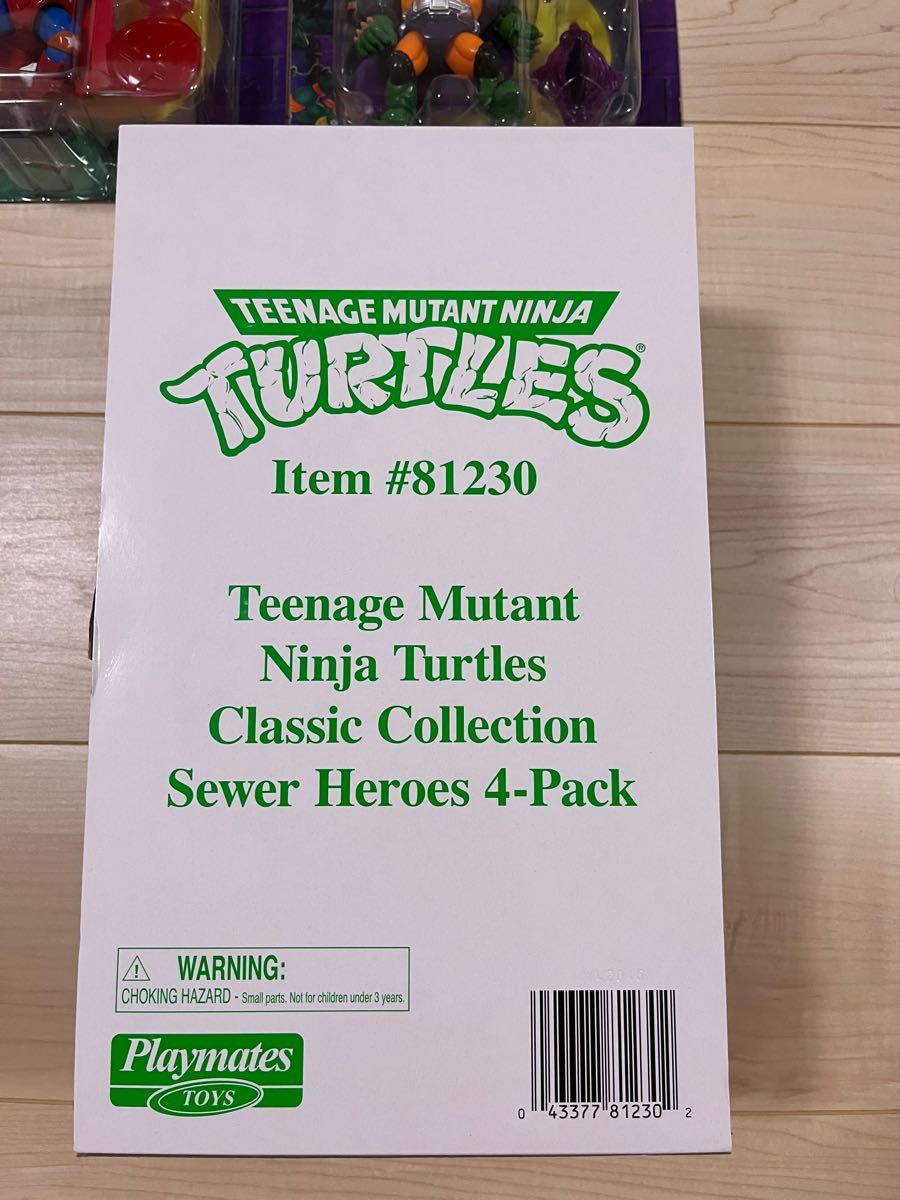 TEENAGE MUTANT NINJA
TURTLES®
Item #81230
Teenage Mutant
Ninja Turtles
Classic Collection
Sewer Heroes 4-Pack
WARNING:
CHOKING HAZARD - Small parts. Not for children under 3 years.
Playmates
TOYS
0 43377 81230 2